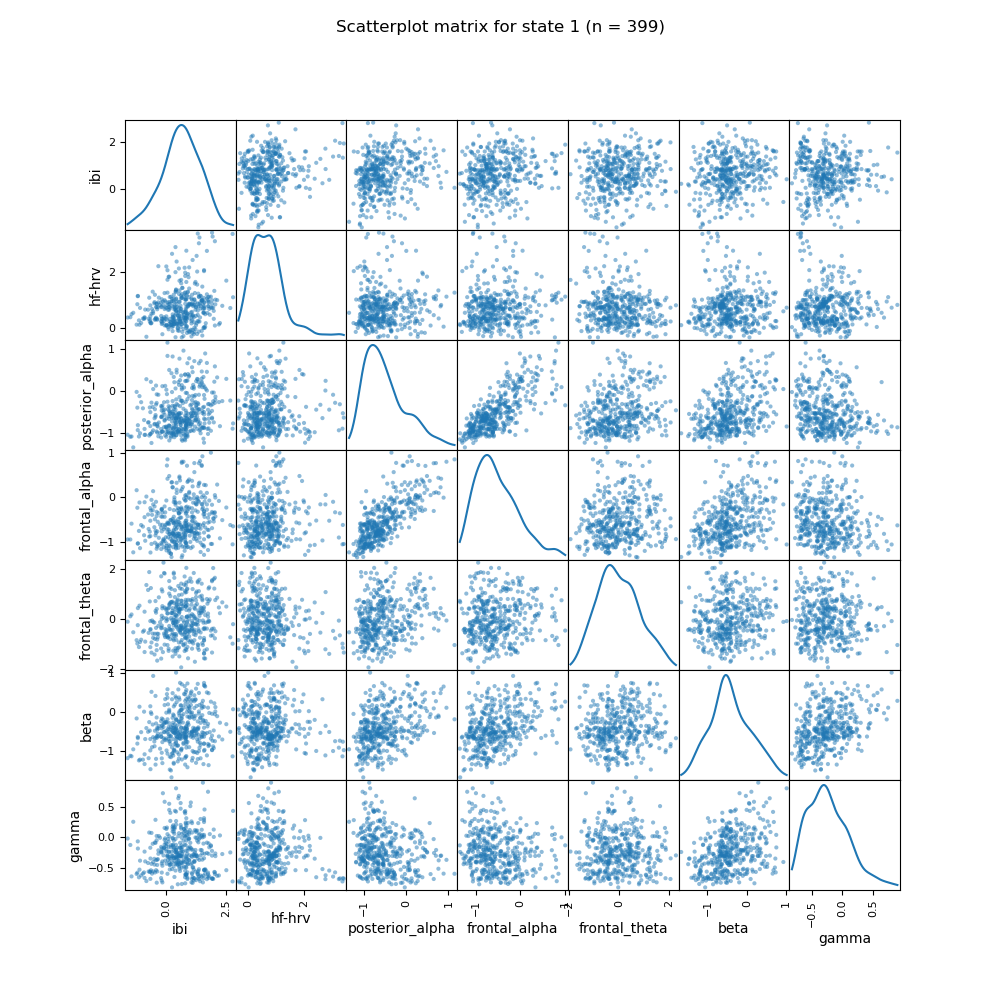 Scatterplot matrix for state 1 (n = 399)
ibi
2
0
hf-hrv
2
0
posterior_alpha
1
0
−1
frontal_alpha
1
0
−1
frontal_theta
2
0
−2
beta
1
0
−1
gamma
0.5
0.0
−0.5
0.0 2.5 0 2 −1 0 1 −1 0 1 −2 0 2 −1 0 1 −0.5 0.0 0.5
ibi hf-hrv posterior_alpha frontal_alpha frontal_theta beta gamma